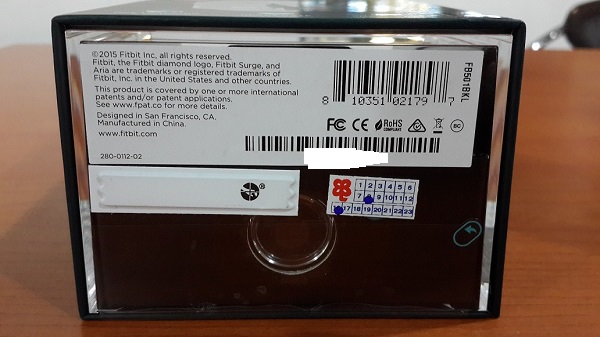 ©2015 Fitbit Inc, all rights reserved.
Fitbit, the Fitbit diamond logo, Fitbit Surge, and
Aria are trademarks or registered trademarks of
Fitbit, Inc. in the United States and other countries.
This product is covered by one or more international
patents and/or patent applications.
See www.fpat.co for more details.
Designed in San Francisco, CA.
Manufactured in China.
www.fitbit.com
280-0112-02
8 10351 02179 7
FB501BKL
FC CE RoHS
COMPLIANT
BC
®
1 2 3 4 5 6
7 9 10 11 12
17 18 19 20 21 22 23